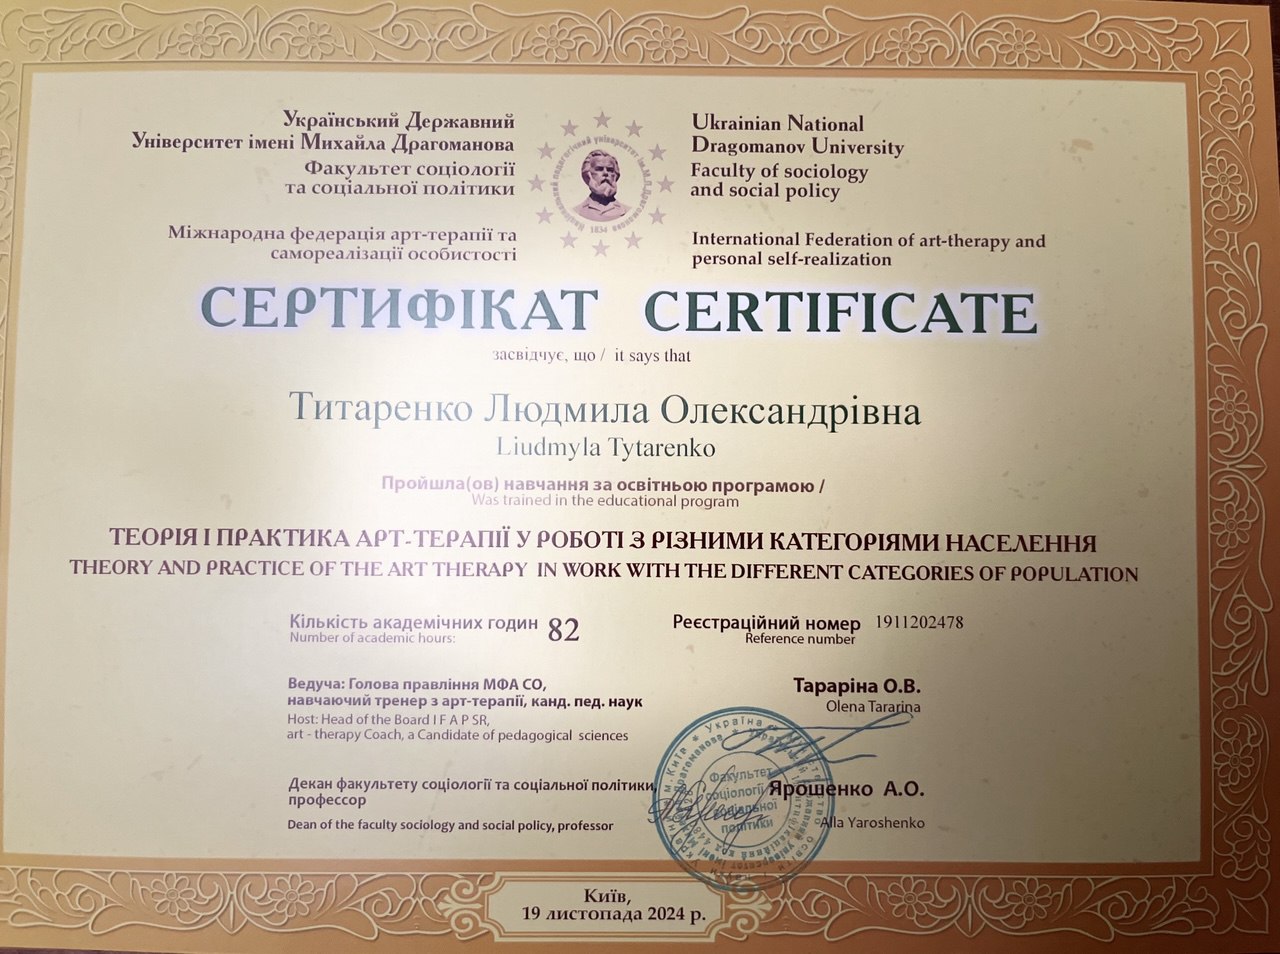 Український Державний
Університет імені Михайла Драгоманова
Факультет соціології
та соціальної політики
Міжнародна федерація арт-терапії та
самореалізації особистості
Ukrainian National
Dragomanov University
Faculty of sociology
and social policy
International Federation of art-therapy and
personal self-realization
1834
СЕРТИФІКАТ CERTIFICATE
засвідчує, що / it says that
Титаренко Людмила Олександрівна
Liudmyla Tytarenko
Пройшла(ов) навчання за освітньою програмою /
Was trained in the educational program
ТЕОРІЯ І ПРАКТИКА АРТ-ТЕРАПІЇ У РОБОТІ З РІЗНИМИ КАТЕГОРІЯМИ НАСЕЛЕННЯ
THEORY AND PRACTICE OF THE ART THERAPY IN WORK WITH THE DIFFERENT CATEGORIES OF POPULATION
Кількість академічних годин 82
Number of academic hours:
Реєстраційний номер 1911202478
Reference number
Ведуча: Голова правління МФА СО,
навчаючий тренер з арт-терапії, канд. пед. наук
Host: Head of the Board I F A P SR,
art - therapy Coach, a Candidate of pedagogical sciences
Тараріна О.В.
Olena Tararina
Декан факультету соціології та соціальної політики,
профессор
Dean of the faculty sociology and social policy, professor
Ярошенко А.О.
Alla Yaroshenko
Факультет
соціології
соціальної
політики
Україна
м. Київ
Київ,
19 листопада 2024 р.